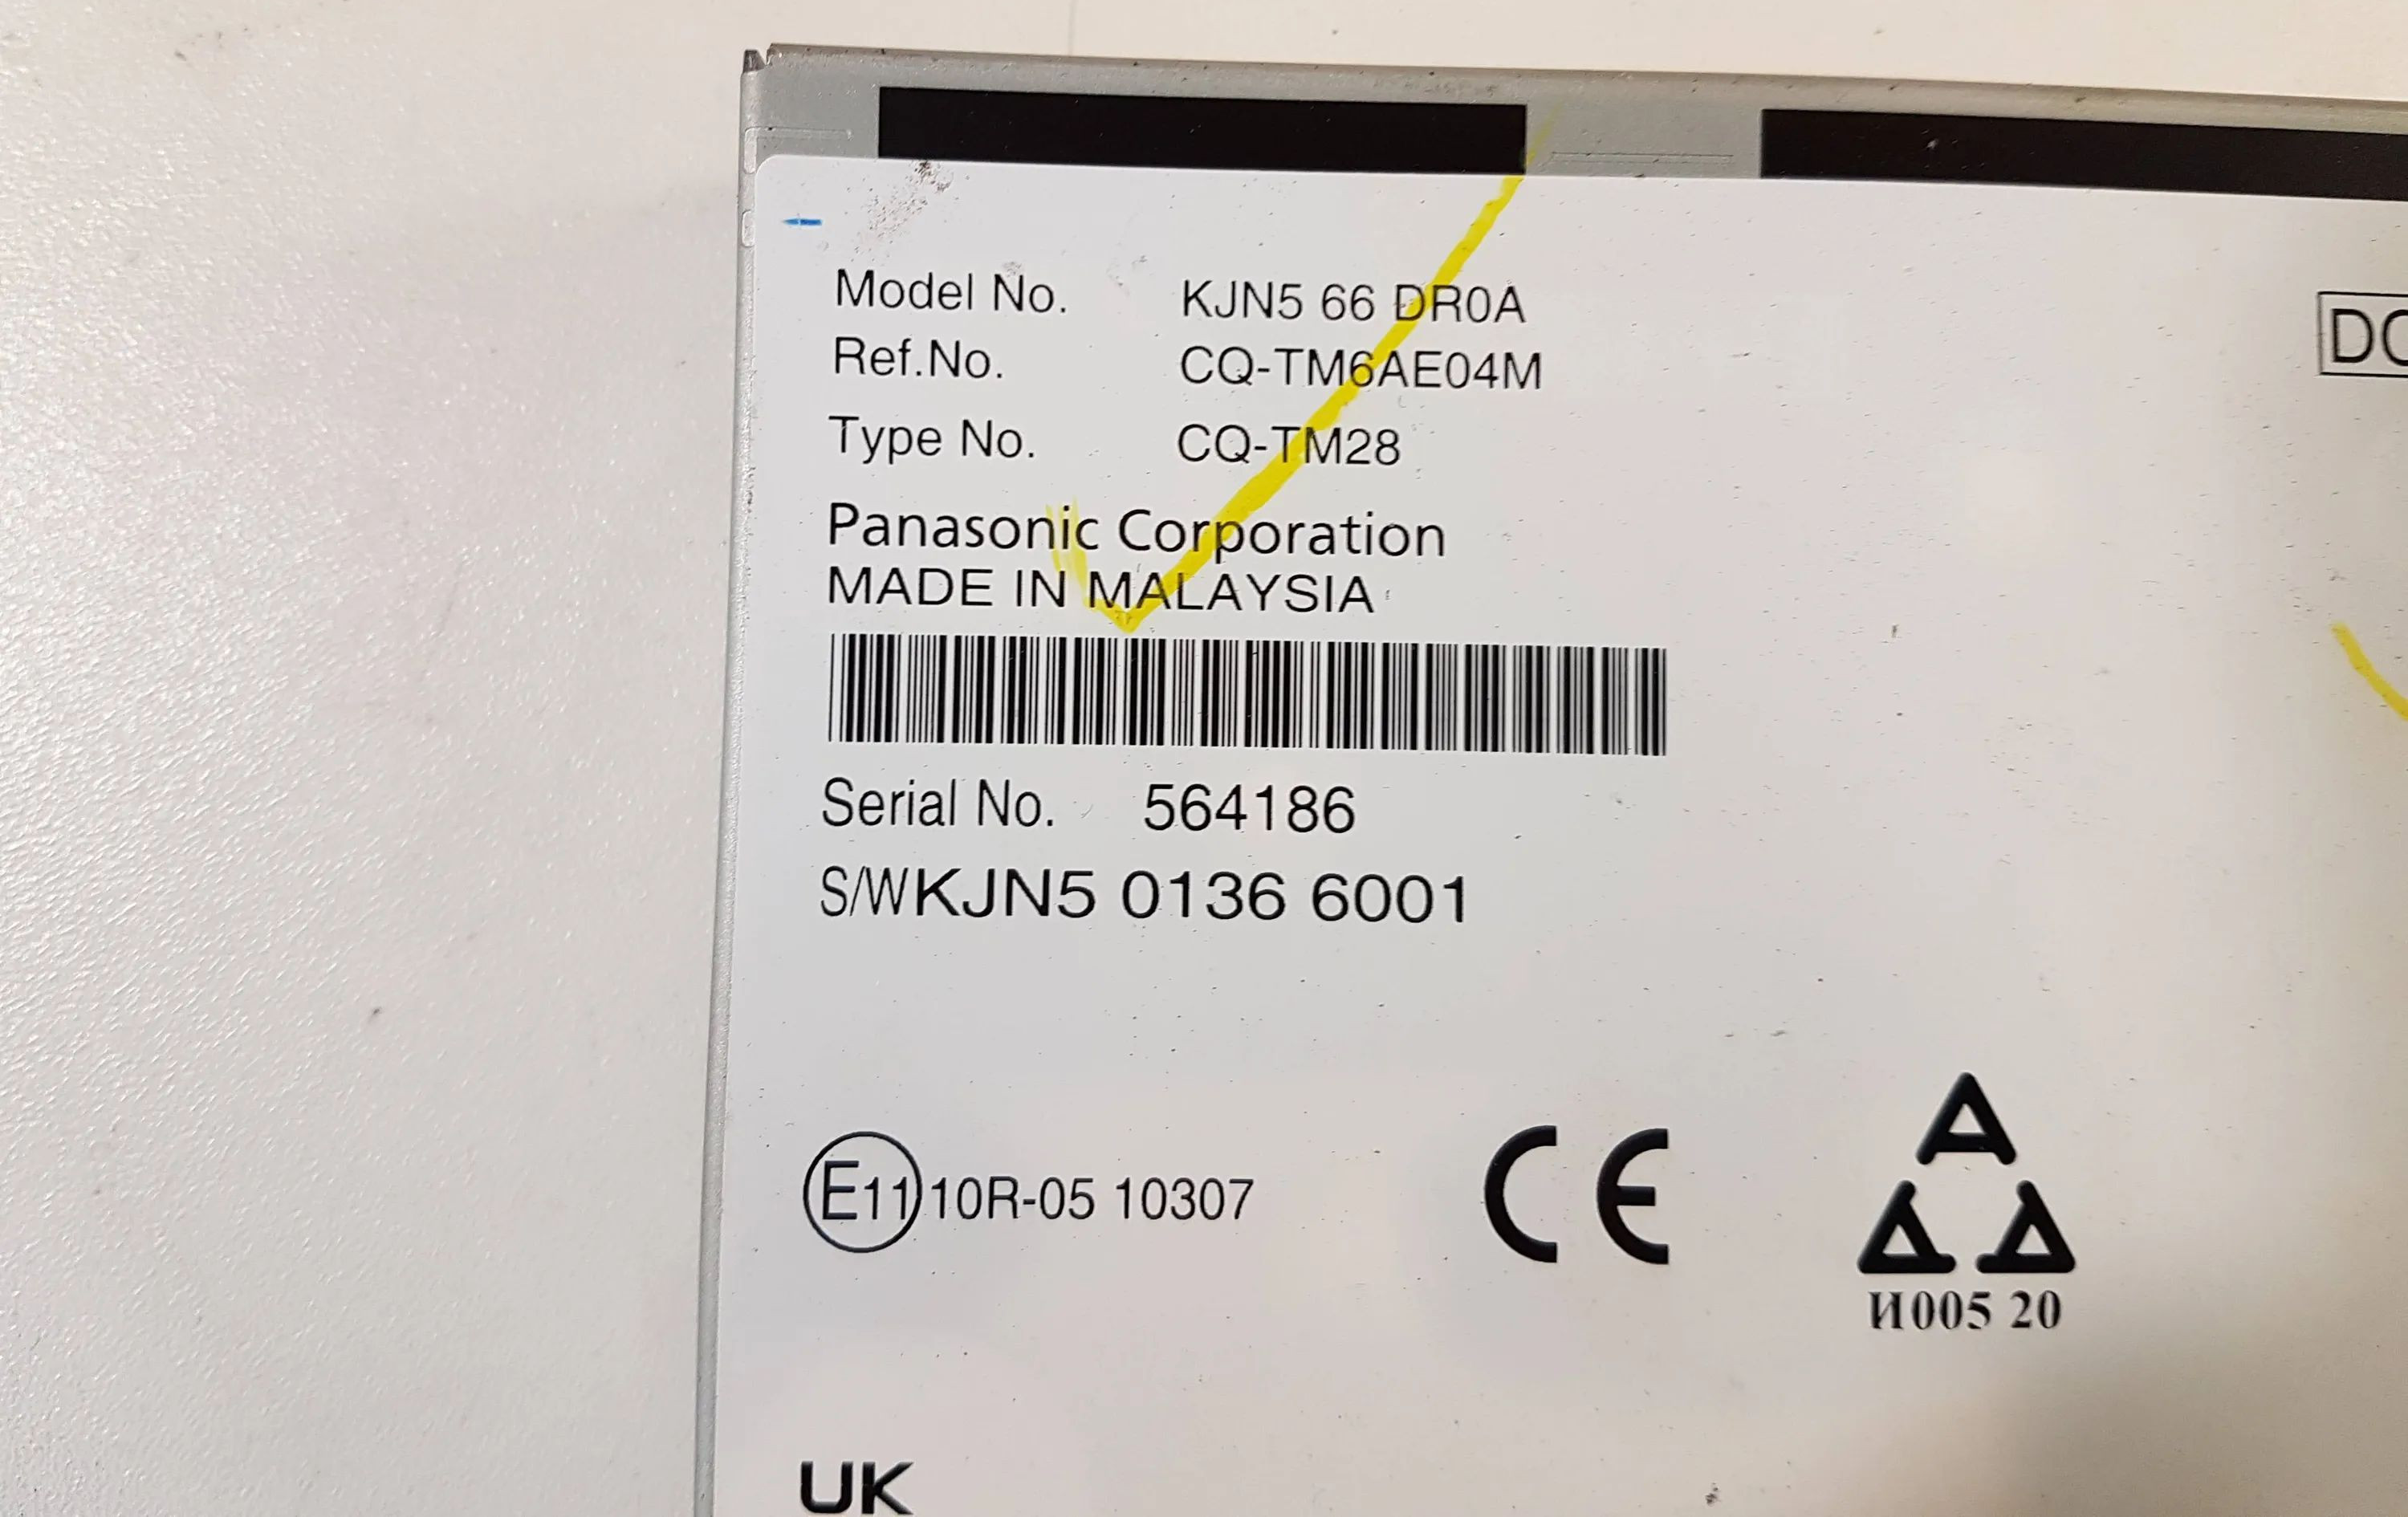 Model No. KJN5 66 DR0A
Ref.No. CQ-TM6AE04M
Type No. CQ-TM28
Panasonic Corporation
MADE IN MALAYSIA
Serial No. 564186
S/WKJN5 0136 6001
E11 10R-05 10307
CE
И005 20
UK